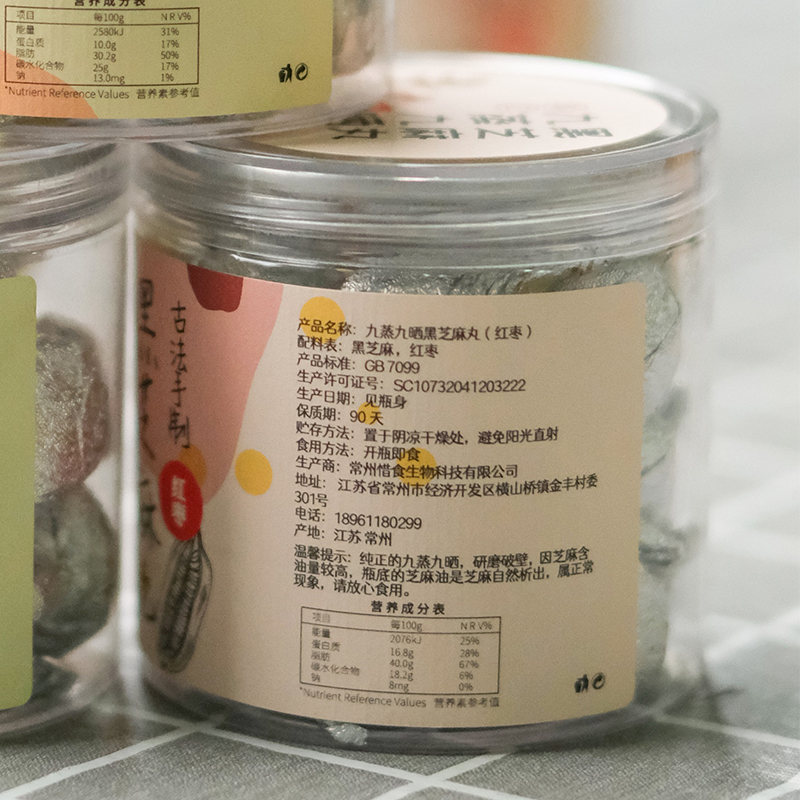 营养成分表
项目 每100g NRV%
能量 2580kJ 31%
蛋白质 10.0g 17%
脂肪 30.2g 50%
碳水化合物 25g 17%
钠 13.0mg 1%
*Nutrient Reference Values 营养素参考值
古法手制
红枣
产品名称：九蒸九晒黑芝麻丸（红枣）
配料表：黑芝麻，红枣
产品标准：GB 7099
生产许可证号：SC10732041203222
生产日期：见瓶身
保质期：90 天
贮存方法：置于阴凉干燥处，避免阳光直射
食用方法：开瓶即食
生产商：常州惜食生物科技有限公司
地址：江苏省常州市经济开发区横山桥镇金丰村委
301号
电话：18961180299
产地：江苏 常州
温馨提示：纯正的九蒸九晒，研磨破壁，因芝麻含
油量较高，瓶底的芝麻油是芝麻自然析出，属正常
现象，请放心食用。
营养成分表
项目 每100g NRV%
能量 2076kJ 25%
蛋白质 16.8g 28%
脂肪 40.0g 67%
碳水化合物 18.2g 6%
钠 8mg 0%
*Nutrient Reference Values 营养素参考值